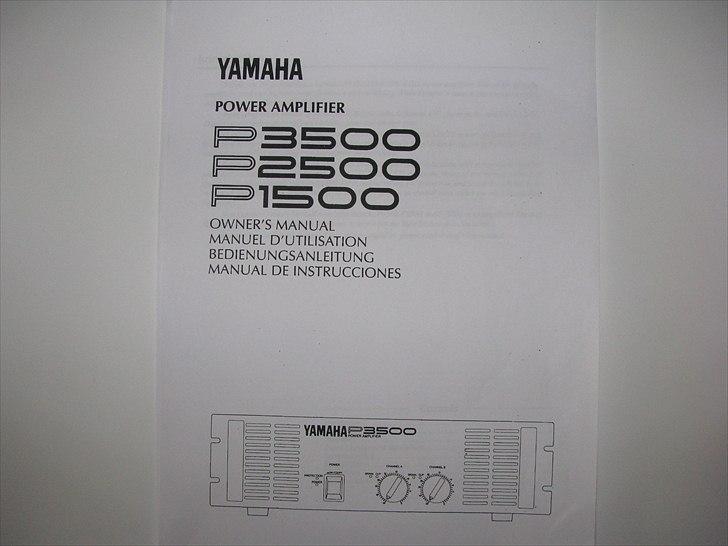 YAMAHA
POWER AMPLIFIER
P3500
P2500
P1500
OWNER'S MANUAL
MANUEL D'UTILISATION
BEDIENUNGSANLEITUNG
MANUAL DE INSTRUCCIONES
YAMAHA P3500
POWER AMPLIFIER
POWER
CHANNEL A
CHANNEL B
PROTECTION